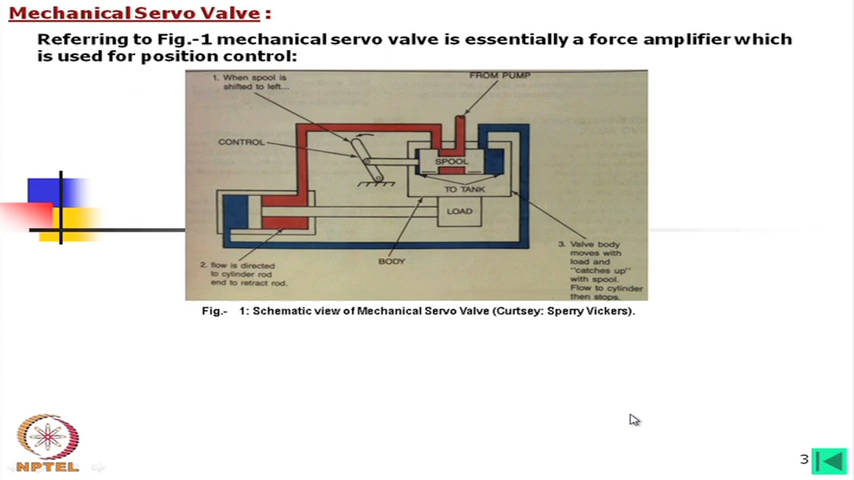 Mechanical Servo Valve :
Referring to Fig.-1 mechanical servo valve is essentially a force amplifier which
is used for position control:
1. When spool is
shifted to left...
FROM PUMP
CONTROL
SPOOL
TO TANK
LOAD
BODY
2. flow is directed
to cylinder rod
end to retract rod.
3. Valve body
moves with
load and
"catches up"
with spool.
Flow to cylinder
then stops.
Fig.- 1: Schematic view of Mechanical Servo Valve (Curtsey: Sperry Vickers).
NPTEL
3